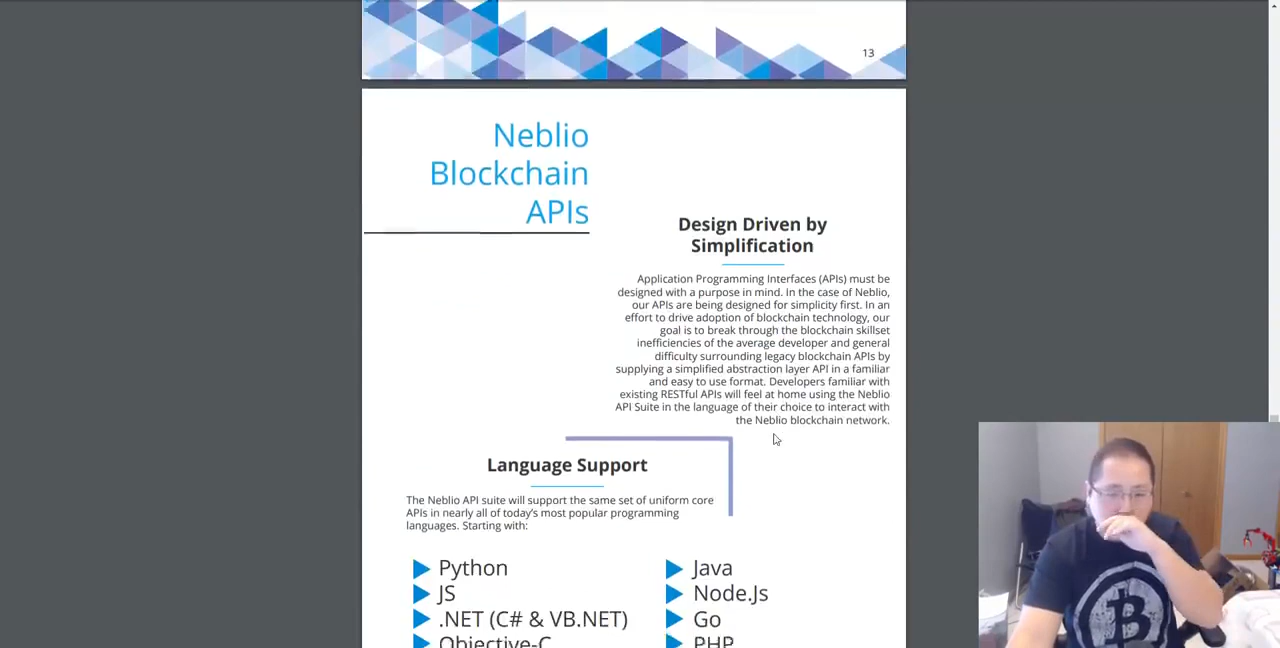 13
Neblio
Blockchain
APIs
Design Driven by
Simplification
Application Programming Interfaces (APIs) must be
designed with a purpose in mind. In the case of Neblio,
our APIs are being designed for simplicity first. In an
effort to drive adoption of blockchain technology, our
goal is to break through the blockchain skillset
inefficiencies of the average developer and general
difficulty surrounding legacy blockchain APIs by
supplying a simplified abstraction layer API in a familiar
and easy to use format. Developers familiar with
existing RESTful APIs will feel at home using the Neblio
API Suite in the language of their choice to interact with
the Neblio blockchain network.
Language Support
The Neblio API suite will support the same set of uniform core
APIs in nearly all of today's most popular programming
languages. Starting with:
Python
JS
.NET (C# & VB.NET)
Objective-C
Java
Node.Js
Go
PHP
B